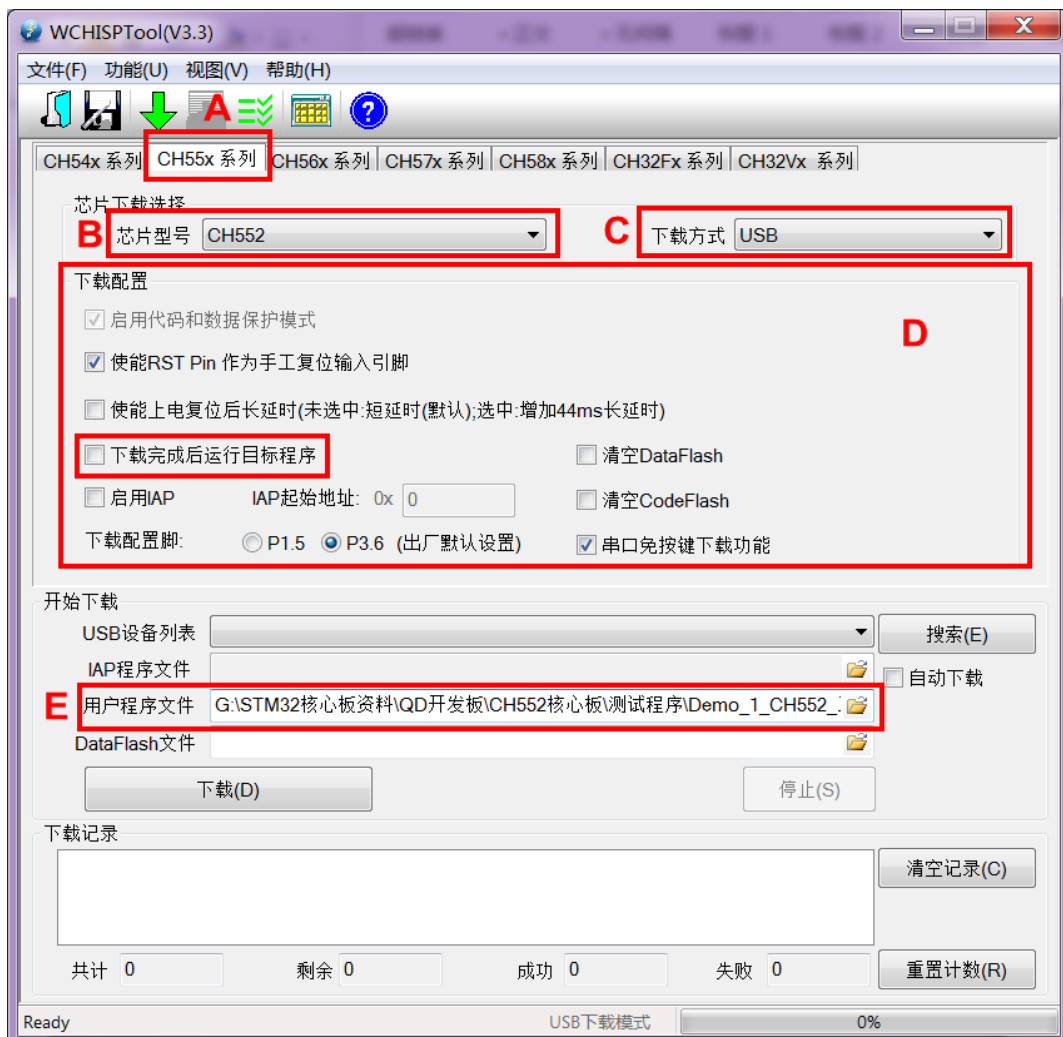 WCHISPTool(V3.3)
文件(F) 功能(U) 视图(V) 帮助(H)
A
CH54x 系列 CH55x 系列 CH56x 系列 CH57x 系列 CH58x 系列 CH32Fx 系列 CH32Vx 系列
芯片下载选择
B 芯片型号 CH552 C 下载方式 USB
下载配置
启用代码和数据保护模式
D
使能RST Pin 作为手工复位输入引脚
使能上电复位后长延时(未选中:短延时(默认);选中:增加44ms长延时)
下载完成后运行目标程序 清空DataFlash
启用IAP IAP起始地址: 0x 0 清空CodeFlash
下载配置脚: P1.5 P3.6 (出厂默认设置) 串口免按键下载功能
开始下载
USB设备列表 搜索(E)
IAP程序文件 自动下载
E 用户程序文件 G:\STM32核心板资料\QD开发板\CH552核心板\测试程序\Demo_1_CH552_
DataFlash文件
下载(D) 停止(S)
下载记录
清空记录(C)
共计 0 剩余 0 成功 0 失败 0 重置计数(R)
Ready USB下载模式 0%